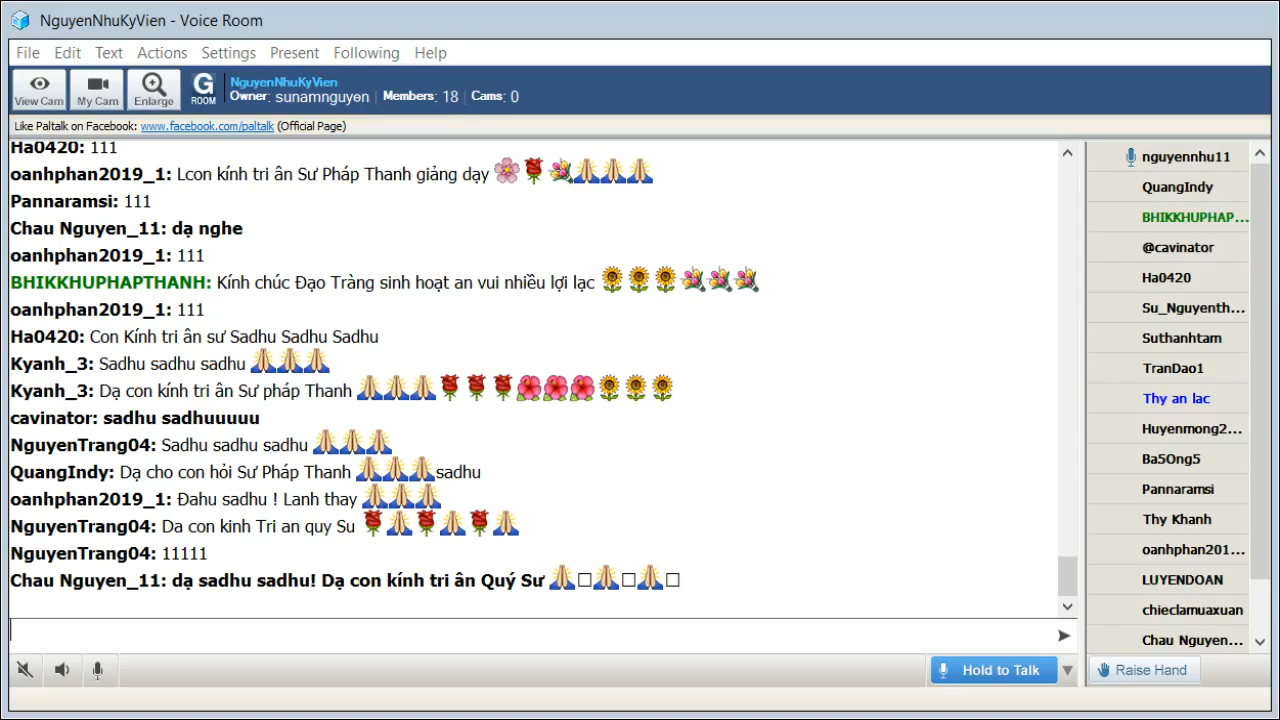 NguyenNhuKyVien - Voice Room
File Edit Text Actions Settings Present Following Help
View Cam My Cam Enlarge G ROOM
NguyenNhuKyVien
Owner: sunamnguyen Members: 18 Cams: 0
Like Paltalk on Facebook: www.facebook.com/paltalk (Official Page)
Ha0420: 111
oanhphan2019_1: Lcon kính tri ân Sư Pháp Thanh giảng dạy
Pannaramsi: 111
Chau Nguyen_11: dạ nghe
oanhphan2019_1: 111
BHIKKHUPHAPTHANH: Kính chúc Đạo Tràng sinh hoạt an vui nhiều lợi lạc
oanhphan2019_1: 111
Ha0420: Con Kính tri ân sư Sadhu Sadhu Sadhu
Kyanh_3: Sadhu sadhu sadhu
Kyanh_3: Dạ con kính tri ân Sư pháp Thanh
cavinator: sadhu sadhuuuuu
NguyenTrang04: Sadhu sadhu sadhu
QuangIndy: Dạ cho con hỏi Sư Pháp Thanh sadhu
oanhphan2019_1: Đahu sadhu ! Lanh thay
NguyenTrang04: Da con kinh Tri an quy Su
NguyenTrang04: 11111
Chau Nguyen_11: dạ sadhu sadhu! Dạ con kính tri ân Quý Sư
nguyennhu11
QuangIndy
BHIKKHUPHAP...
@cavinator
Ha0420
Su_Nguyenth...
Suthanhtam
TranDao1
Thy an lac
Huyenmong2...
Ba5Ong5
Pannaramsi
Thy Khanh
oanhphan201...
LUYENDOAN
chieclamuaxuan
Chau Nguyen...
Hold to Talk
Raise Hand